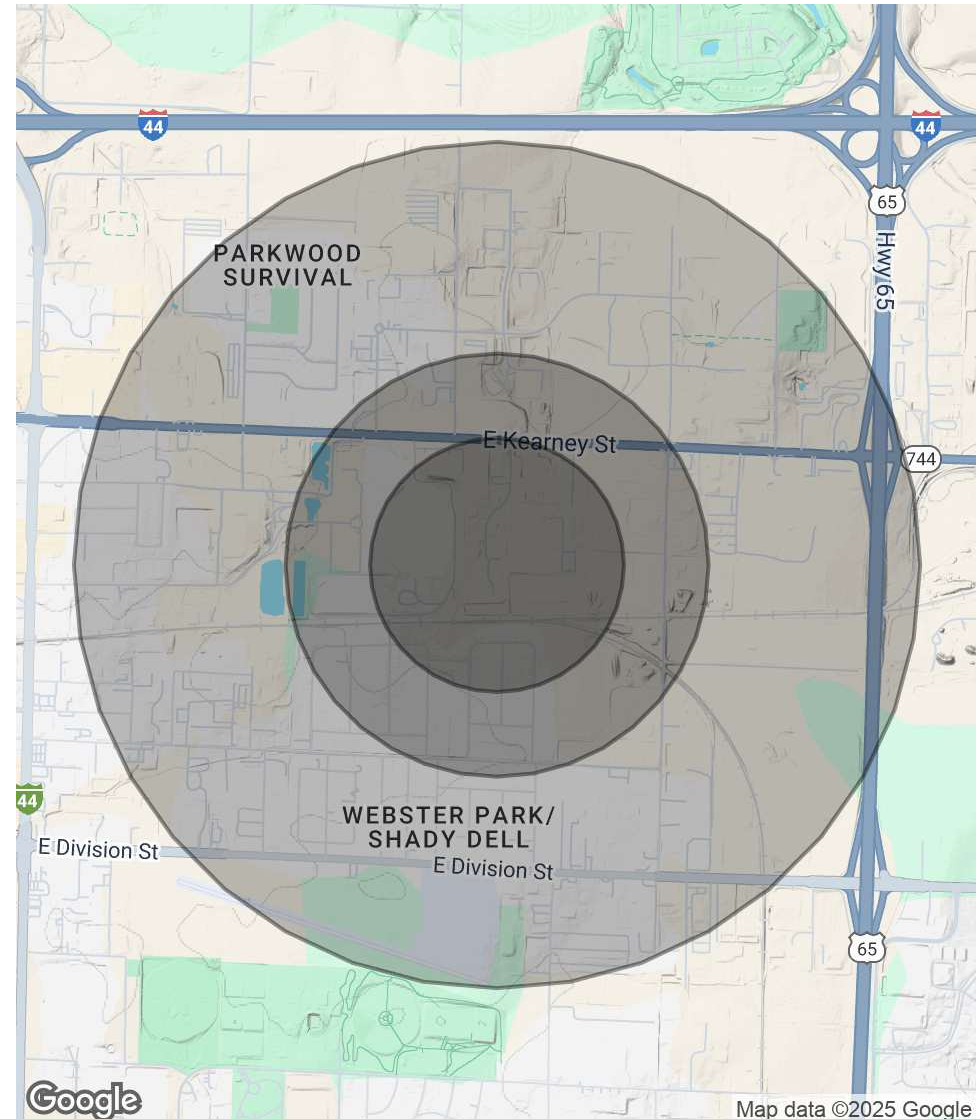 44
44
65
Hwy 65
PARKWOOD
SURVIVAL
E Kearney St
744
44
WEBSTER PARK/
SHADY DELL
E Division St
E Division St
65
Google
Map data ©2025 Google